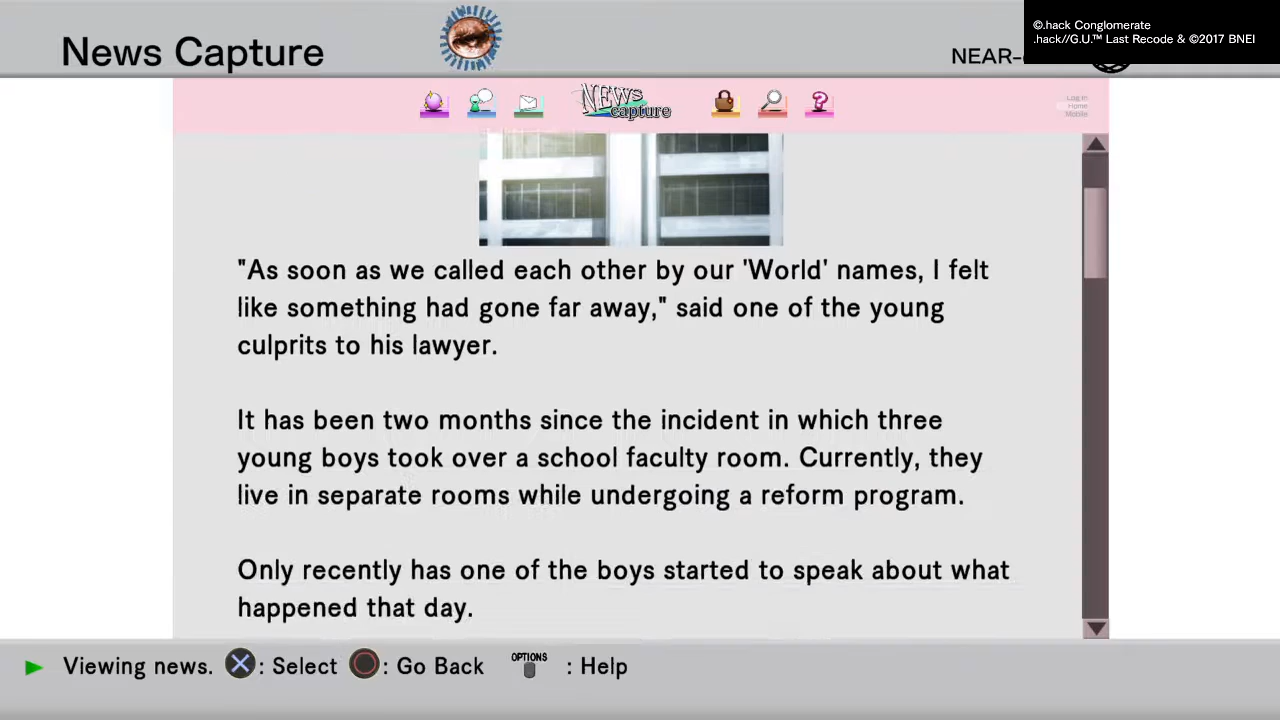 ©.hack Conglomerate
.hack//G.U.™ Last Recode & ©2017 BNEI
News Capture
NEAR-
NEWS
capture
Log in
Home
Mobile
"As soon as we called each other by our 'World' names, I felt
like something had gone far away," said one of the young
culprits to his lawyer.
It has been two months since the incident in which three
young boys took over a school faculty room. Currently, they
live in separate rooms while undergoing a reform program.
Only recently has one of the boys started to speak about what
happened that day.
Viewing news. : Select : Go Back OPTIONS : Help